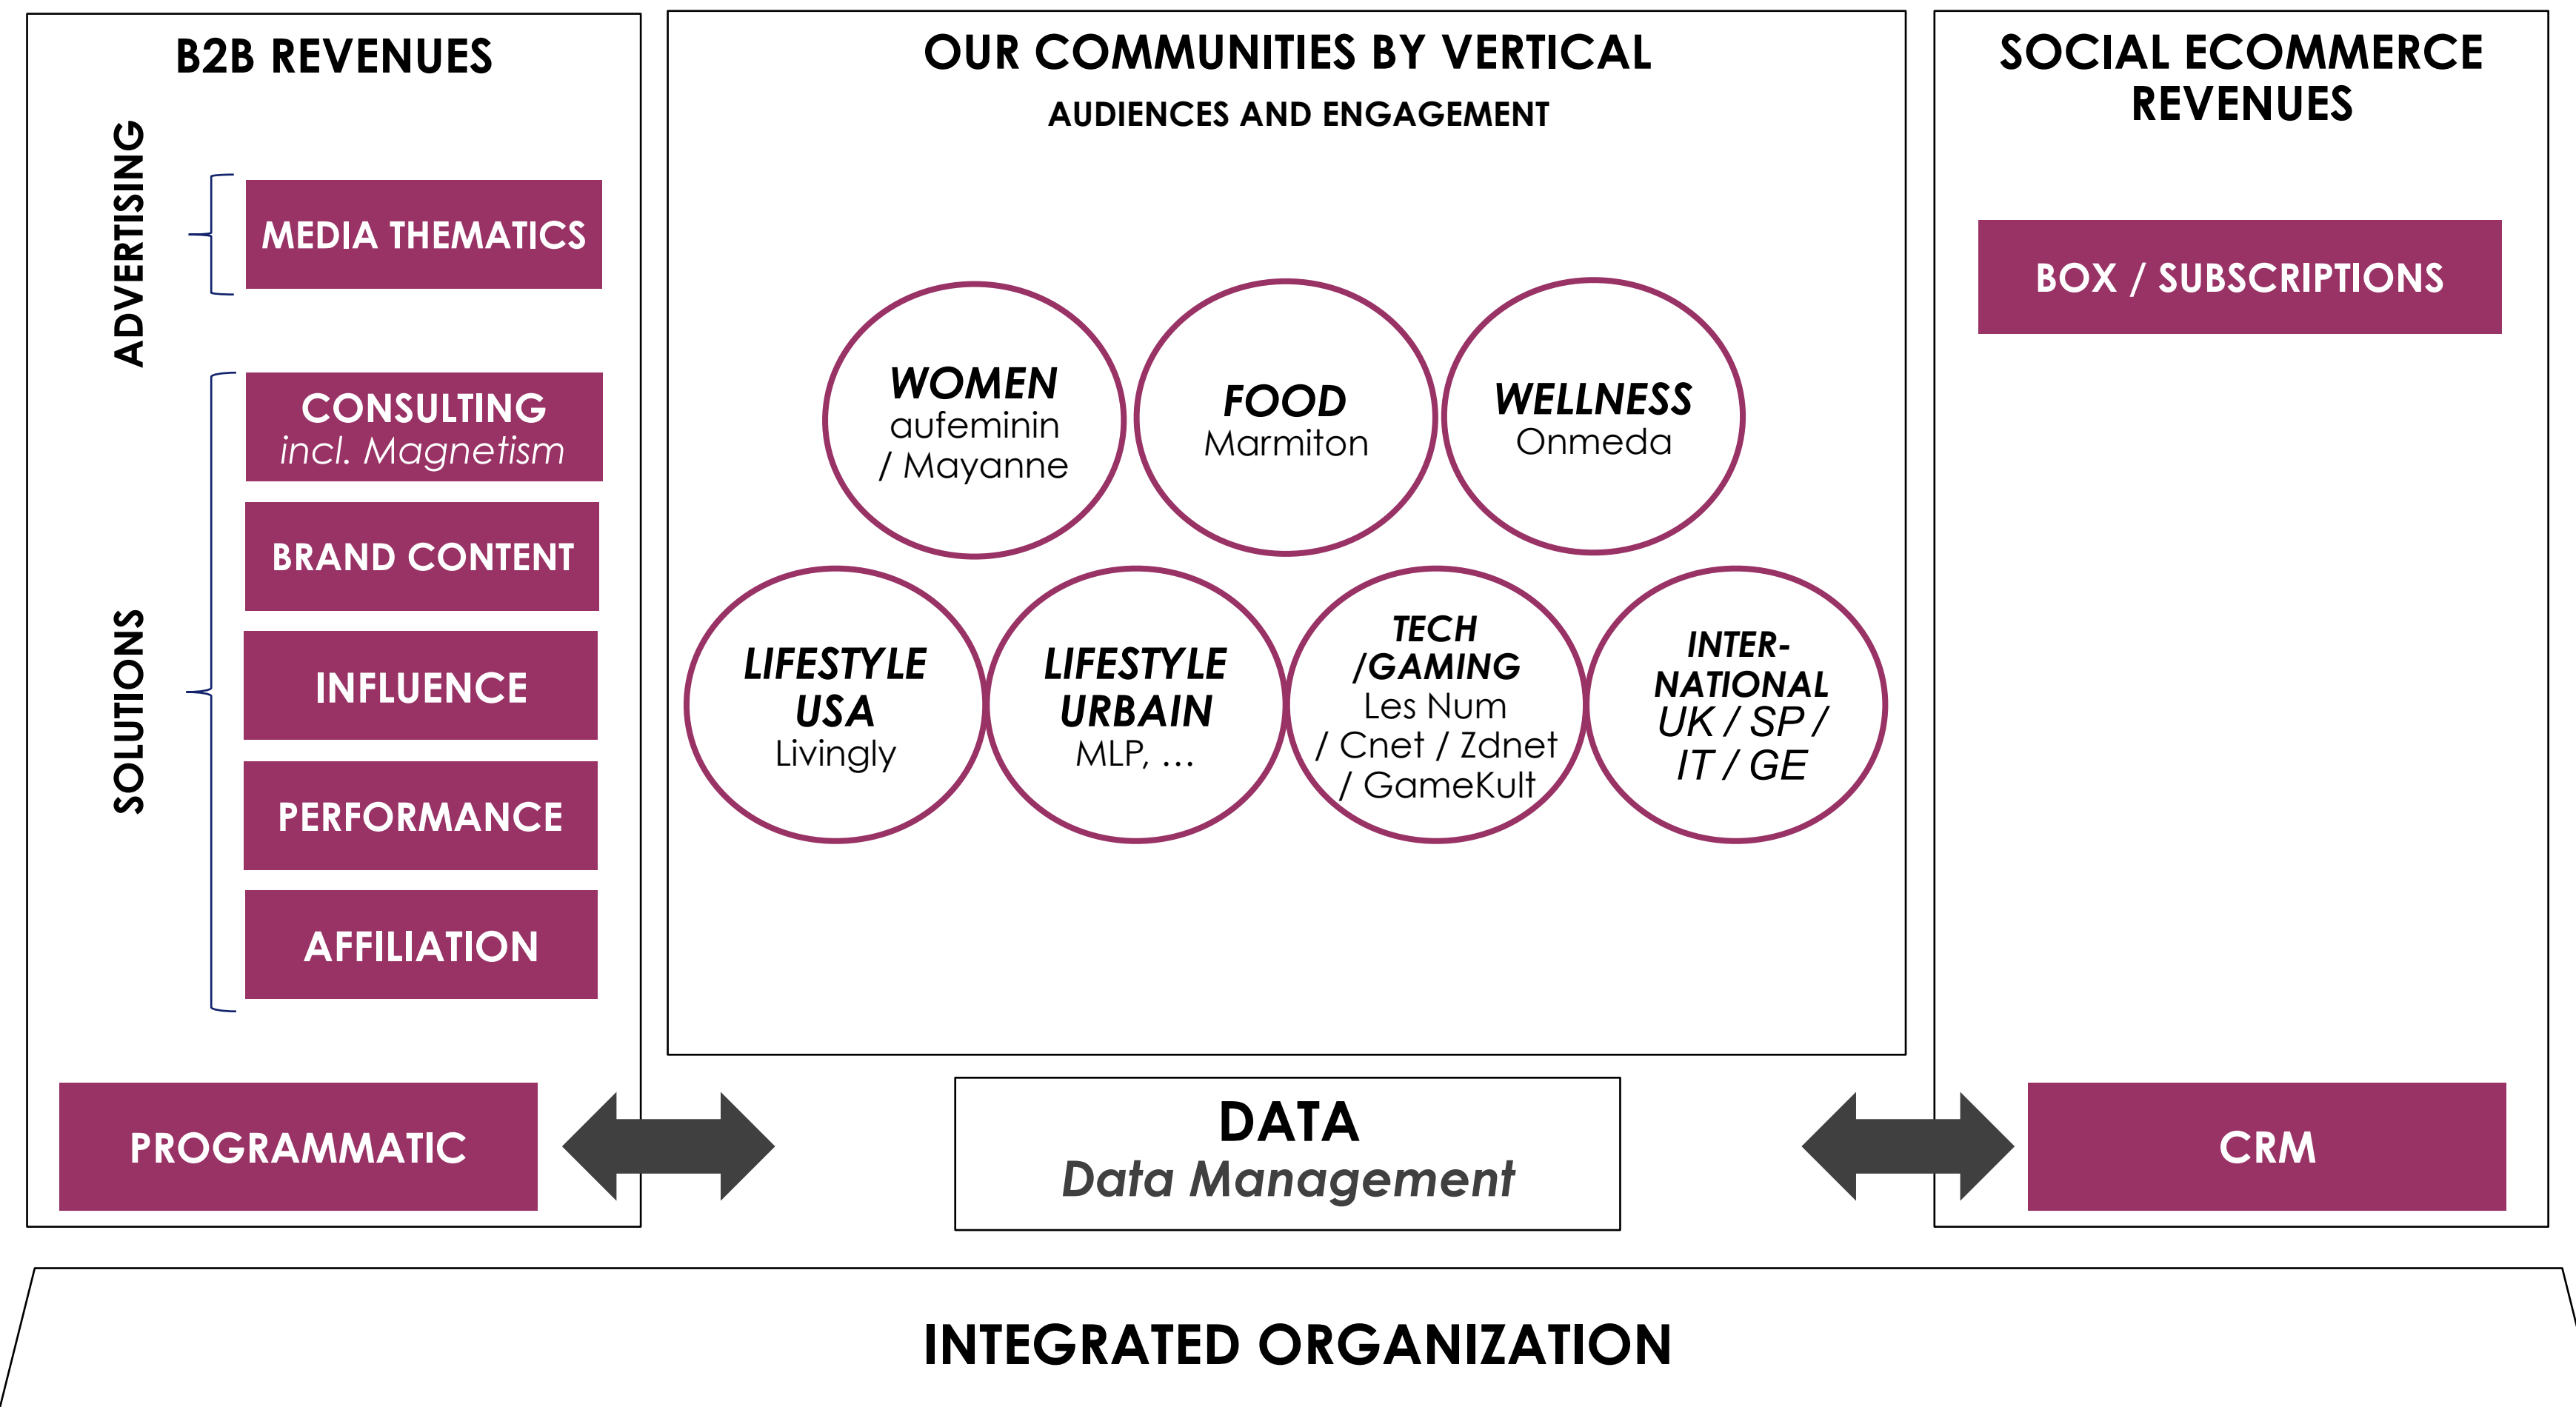 B2B REVENUES
ADVERTISING
MEDIA THEMATICS
SOLUTIONS
CONSULTING
incl. Magnetism
BRAND CONTENT
INFLUENCE
PERFORMANCE
AFFILIATION
PROGRAMMATIC
OUR COMMUNITIES BY VERTICAL
AUDIENCES AND ENGAGEMENT
WOMEN
aufeminin
/ Mayanne
FOOD
Marmiton
WELLNESS
Onmeda
LIFESTYLE
USA
Livingly
LIFESTYLE
URBAIN
MLP, …
TECH
/GAMING
Les Num
/ Cnet / Zdnet
/ GameKult
INTER-
NATIONAL
UK / SP /
IT / GE
DATA
Data Management
SOCIAL ECOMMERCE
REVENUES
BOX / SUBSCRIPTIONS
CRM
INTEGRATED ORGANIZATION